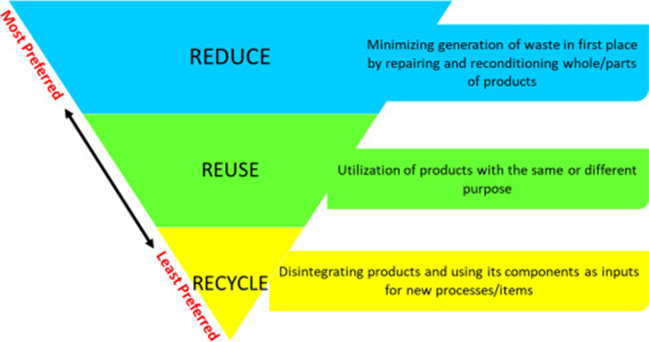 Most Preferred
REDUCE
Minimizing generation of waste in first place
by repairing and reconditioning whole/parts
of products
REUSE
Utilization of products with the same or different
purpose
Least Preferred
RECYCLE
Disintegrating products and using its components as inputs
for new processes/items